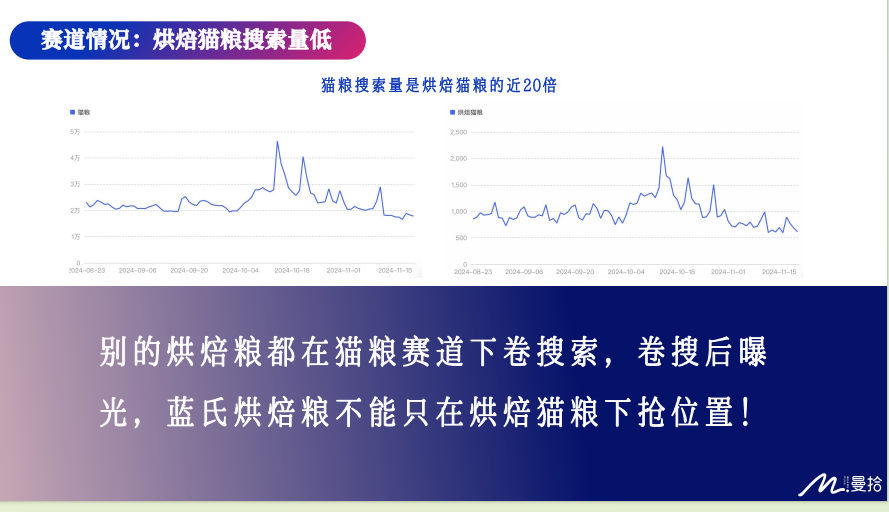 赛道情况：烘焙猫粮搜索量低
猫粮搜索量是烘焙猫粮的近20倍
猫粮
5万
4万
3万
2万
1万
0
2024-08-23 2024-09-06 2024-09-20 2024-10-04 2024-10-18 2024-11-01 2024-11-15
烘焙猫粮
2,500
2,000
1,500
1,000
500
0
2024-08-23 2024-09-06 2024-09-20 2024-10-04 2024-10-18 2024-11-01 2024-11-15
别的烘焙粮都在猫粮赛道下卷搜索，卷搜后曝
光，蓝氏烘焙粮不能只在烘焙猫粮下抢位置！
曼拾